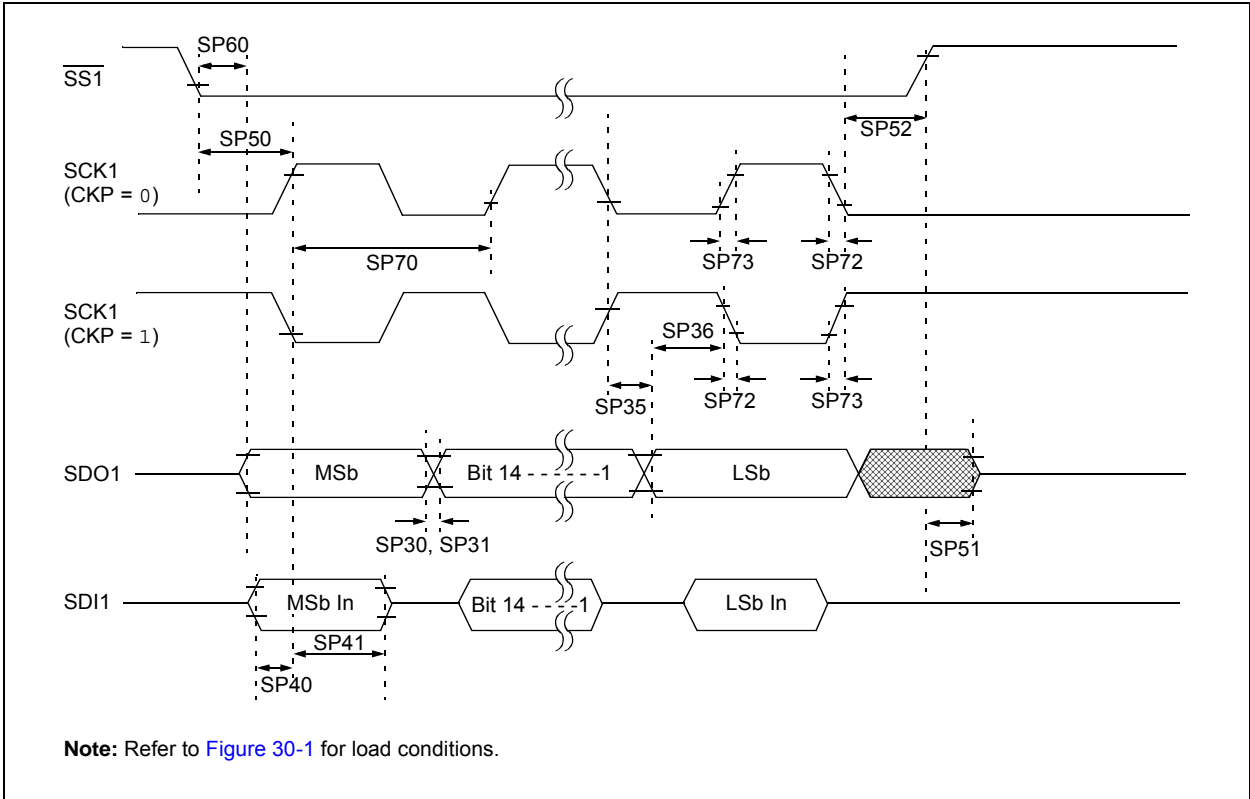 SP60
SS1
SP50
SP52
SCK1
(CKP = 0)
SP73
SP72
SP70
SCK1
(CKP = 1)
SP36
SP35
SP72
SP73
SDO1
MSb
Bit 14 - - - - - -1
LSb
SP30, SP31
SP51
SDI1
MSb In
Bit 14 - - - -1
LSb In
SP41
SP40
Note: Refer to Figure 30-1 for load conditions.